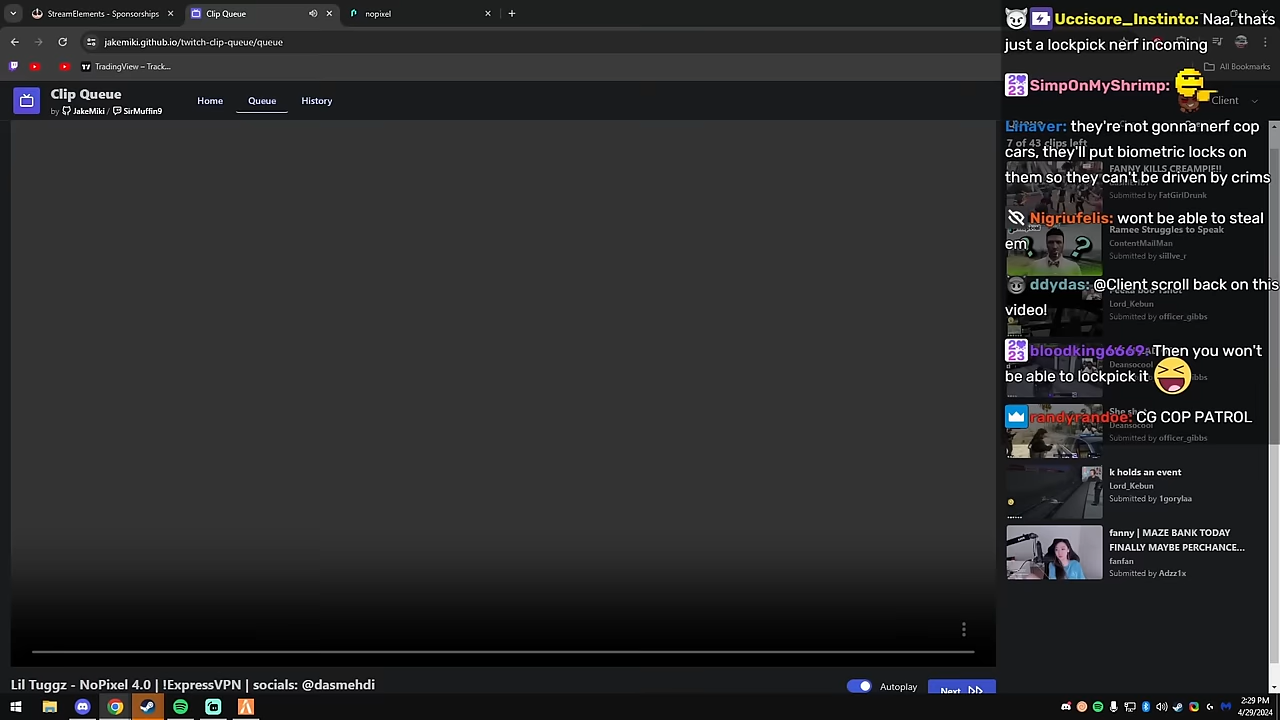 StreamElements - Sponsorships
Clip Queue
nopixel
jakemiki.github.io/twitch-clip-queue/queue
TradingView – Track...
All Bookmarks
Clip Queue
by JakeMiki / SirMuffin9
Home
Queue
History
Client
Uccisore_Instinto: Naa, thats
just a lockpick nerf incoming
SimpOnMyShrimp:
Linaver: they're not gonna nerf cop
7 of 43 clips left
cars, they'll put biometric locks on
FANNY KILLS CREAMPIE!!
them so they can't be driven by crims
Submitted by FatGirlDrunk
Nigriufelis: wont be able to steal
em
Ramee Struggles to Speak
ContentMailMan
Submitted by siillve_r
ddydas: @Client scroll back on this
video!
Lord_Kebun
Submitted by officer_gibbs
bloodking6669: Then you won't
be able to lockpick it
Deansocool
randyrandoe: CG COP PATROL
Deansocool
Submitted by officer_gibbs
k holds an event
Lord_Kebun
Submitted by 1gorylaa
fanny | MAZE BANK TODAY
FINALLY MAYBE PERCHANCE...
fanfan
Submitted by Adzz1x
Lil Tuggz - NoPixel 4.0 | !ExpressVPN | socials: @dasmehdi
Autoplay
Next
2:29 PM
4/29/2024